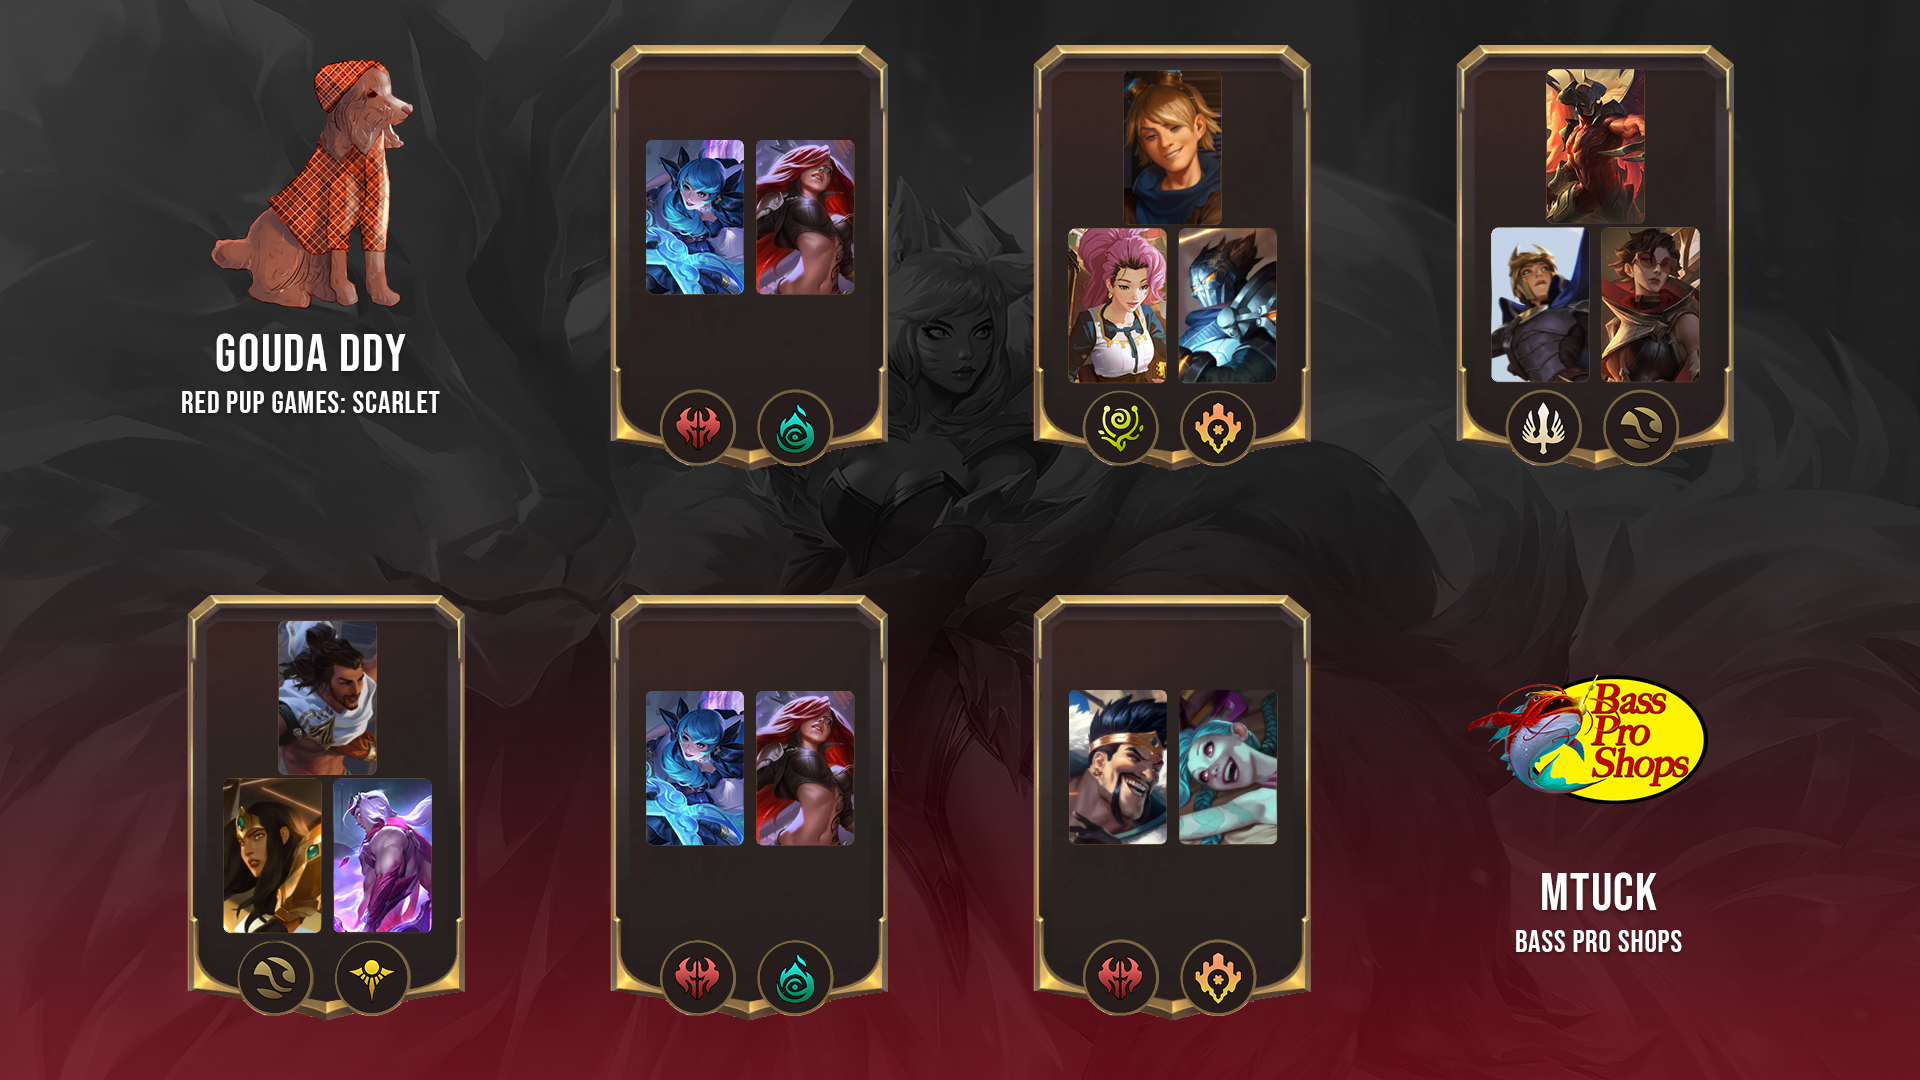 GOUDA DDY
RED PUP GAMES: SCARLET
Bass
Pro
Shops
MTUCK
BASS PRO SHOPS